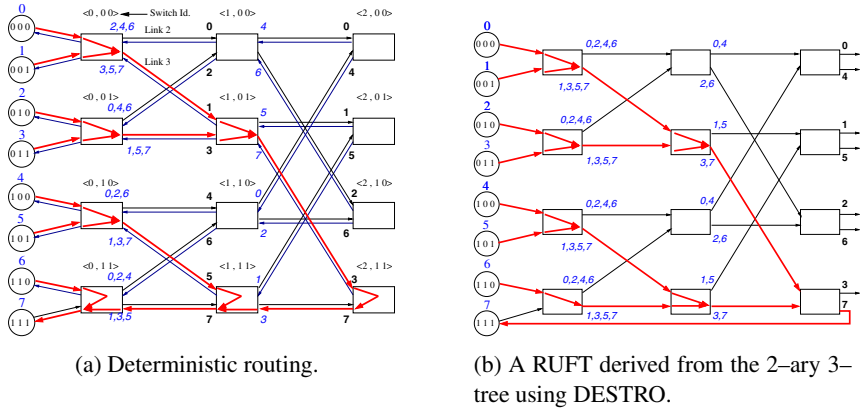 0 <0, 0 0> Switch Id. <1, 0 0> <2, 0 0>
2,4,6 0 4 0
0 0 0 Link 2
1
0 0 1 3,5,7 Link 3 2 6 4
2 <0, 0 1> <1, 0 1> <2, 0 1>
0,4,6 1 5 1
0 1 0
3
0 1 1 1,5,7 3 7 5
4 <0, 1 0> <1, 1 0> <2, 1 0>
0,2,6 4 0 2
1 0 0
5
1 0 1 1,3,7 6 2 6
6 <0, 1 1> <1, 1 1> <2, 1 1>
0,2,4 5 1 3
1 1 0
7
1 1 1 1,3,5 7 3 7
(a) Deterministic routing.
0
0 0 0 0,2,4,6 0,4 0
1
0 0 1 1,3,5,7 2,6 4
2
0 1 0 0,2,4,6 1,5 1
3
0 1 1 1,3,5,7 3,7 5
4
1 0 0 0,2,4,6 0,4 2
5
1 0 1 1,3,5,7 2,6 6
6
1 1 0 0,2,4,6 1,5 3
7
1 1 1 1,3,5,7 3,7 7
(b) A RUFT derived from the 2–ary 3–
tree using DESTRO.